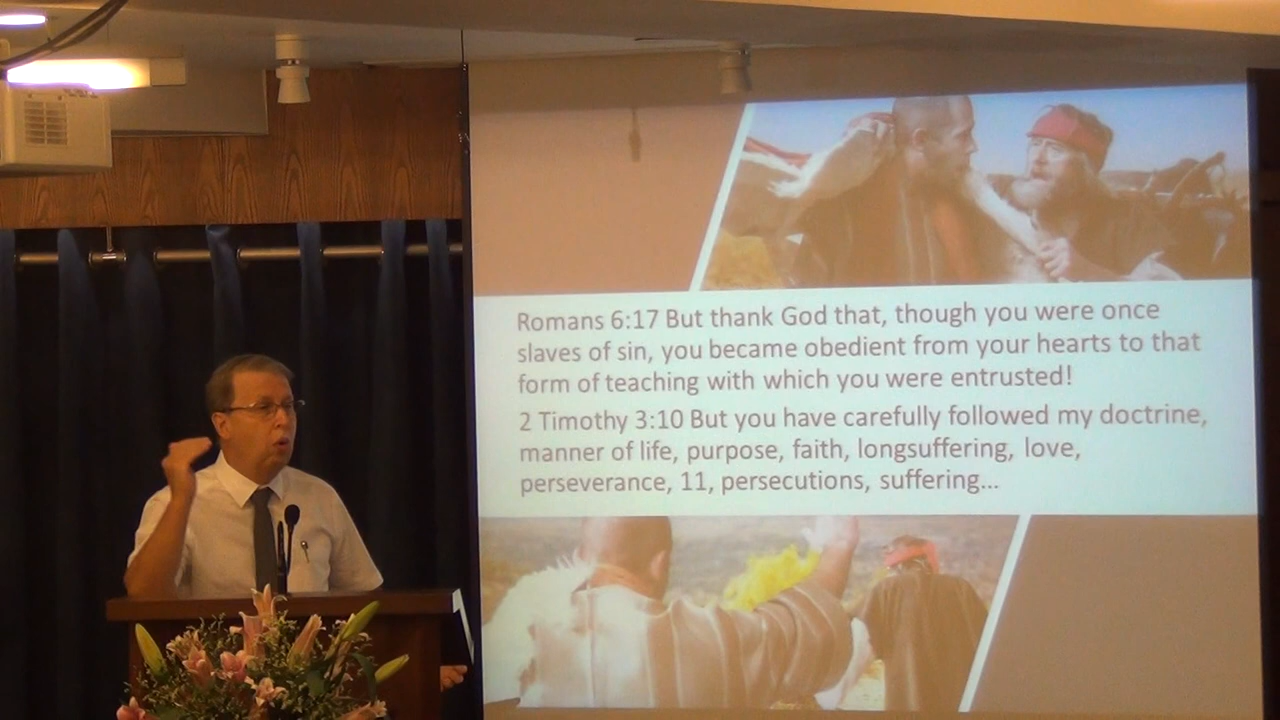 Romans 6:17 But thank God that, though you were once
slaves of sin, you became obedient from your hearts to that
form of teaching with which you were entrusted!
2 Timothy 3:10 But you have carefully followed my doctrine,
manner of life, purpose, faith, longsuffering, love,
perseverance, 11, persecutions, suffering...